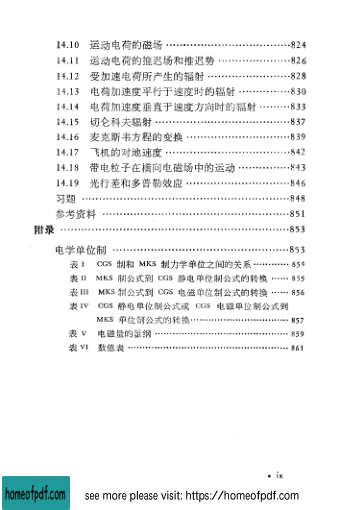 14.10 运动电荷的磁场 824
14.11 运动电荷的推迟场和推迟势 826
14.12 受加速电荷所产生的辐射 828
14.13 电荷加速度平行于速度时的辐射 830
14.14 电荷加速度垂直于速度方向时的辐射 833
14.15 切仑科夫辐射 837
14.16 麦克斯韦方程的变换 839
14.17 飞机的对地速度 842
14.18 带电粒子在横向电磁场中的运动 843
14.19 光行差和多普勒效应 846
习题 848
参考资料 851
附录 853
电学单位制 853
表 I CGS 制和 MKS 制力学单位之间的关系 854
表 II MKS 制公式到 CGS 静电单位制公式的转换 855
表 III MKS 制公式到 CGS 电磁单位制公式的转换 856
表 IV CGS 静电单位制公式或 CGS 电磁单位制公式到
MKS 单位制公式的转换 857
表 V 电磁量的量纲 859
表 VI 数值表 861
• ix
homeofpdf.com
see more please visit: https://homeofpdf.com